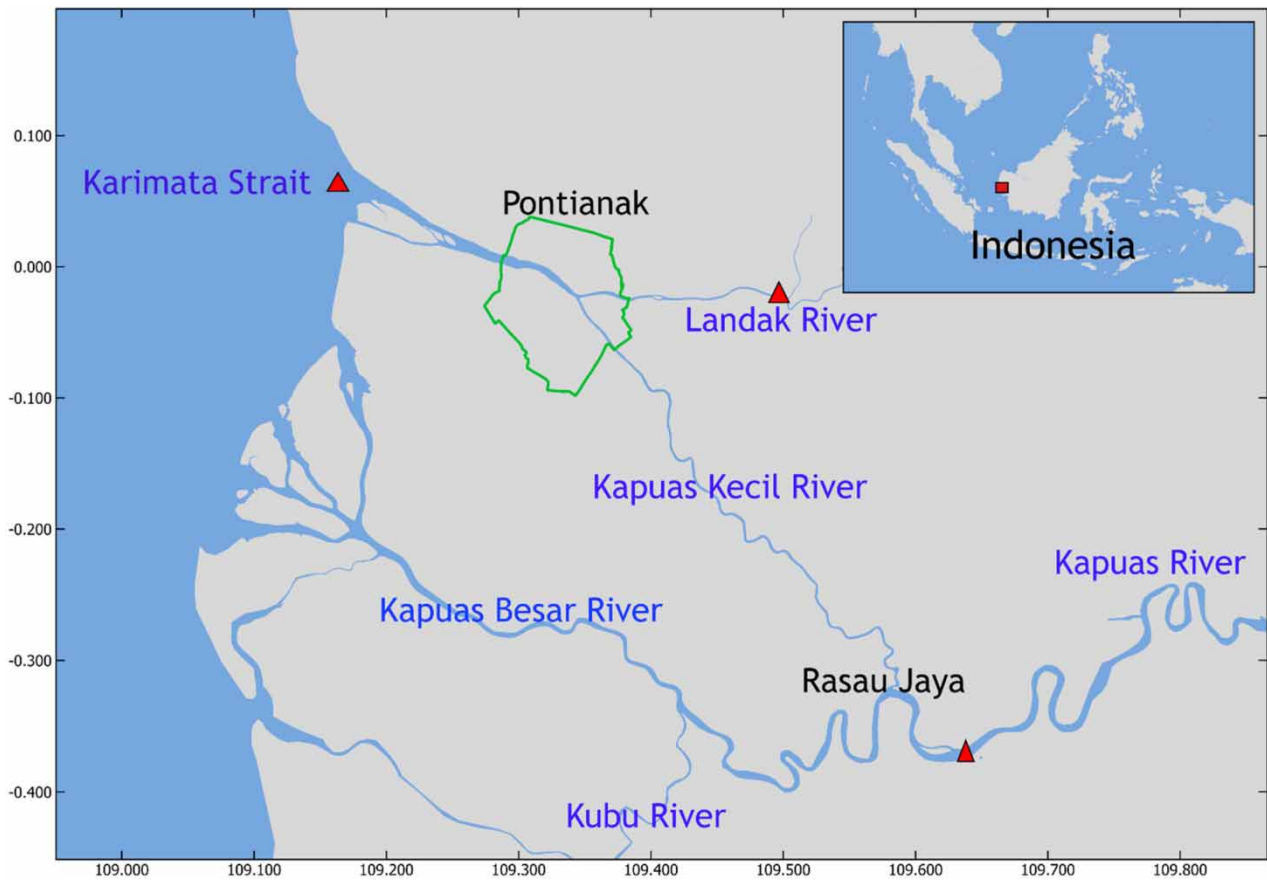 0.100
Karimata Strait
Pontianak
Indonesia
0.000
Landak River
-0.100
Kapuas Kecil River
-0.200
Kapuas River
Kapuas Besar River
-0.300
Rasau Jaya
-0.400
Kubu River
109.000 109.100 109.200 109.300 109.400 109.500 109.600 109.700 109.800